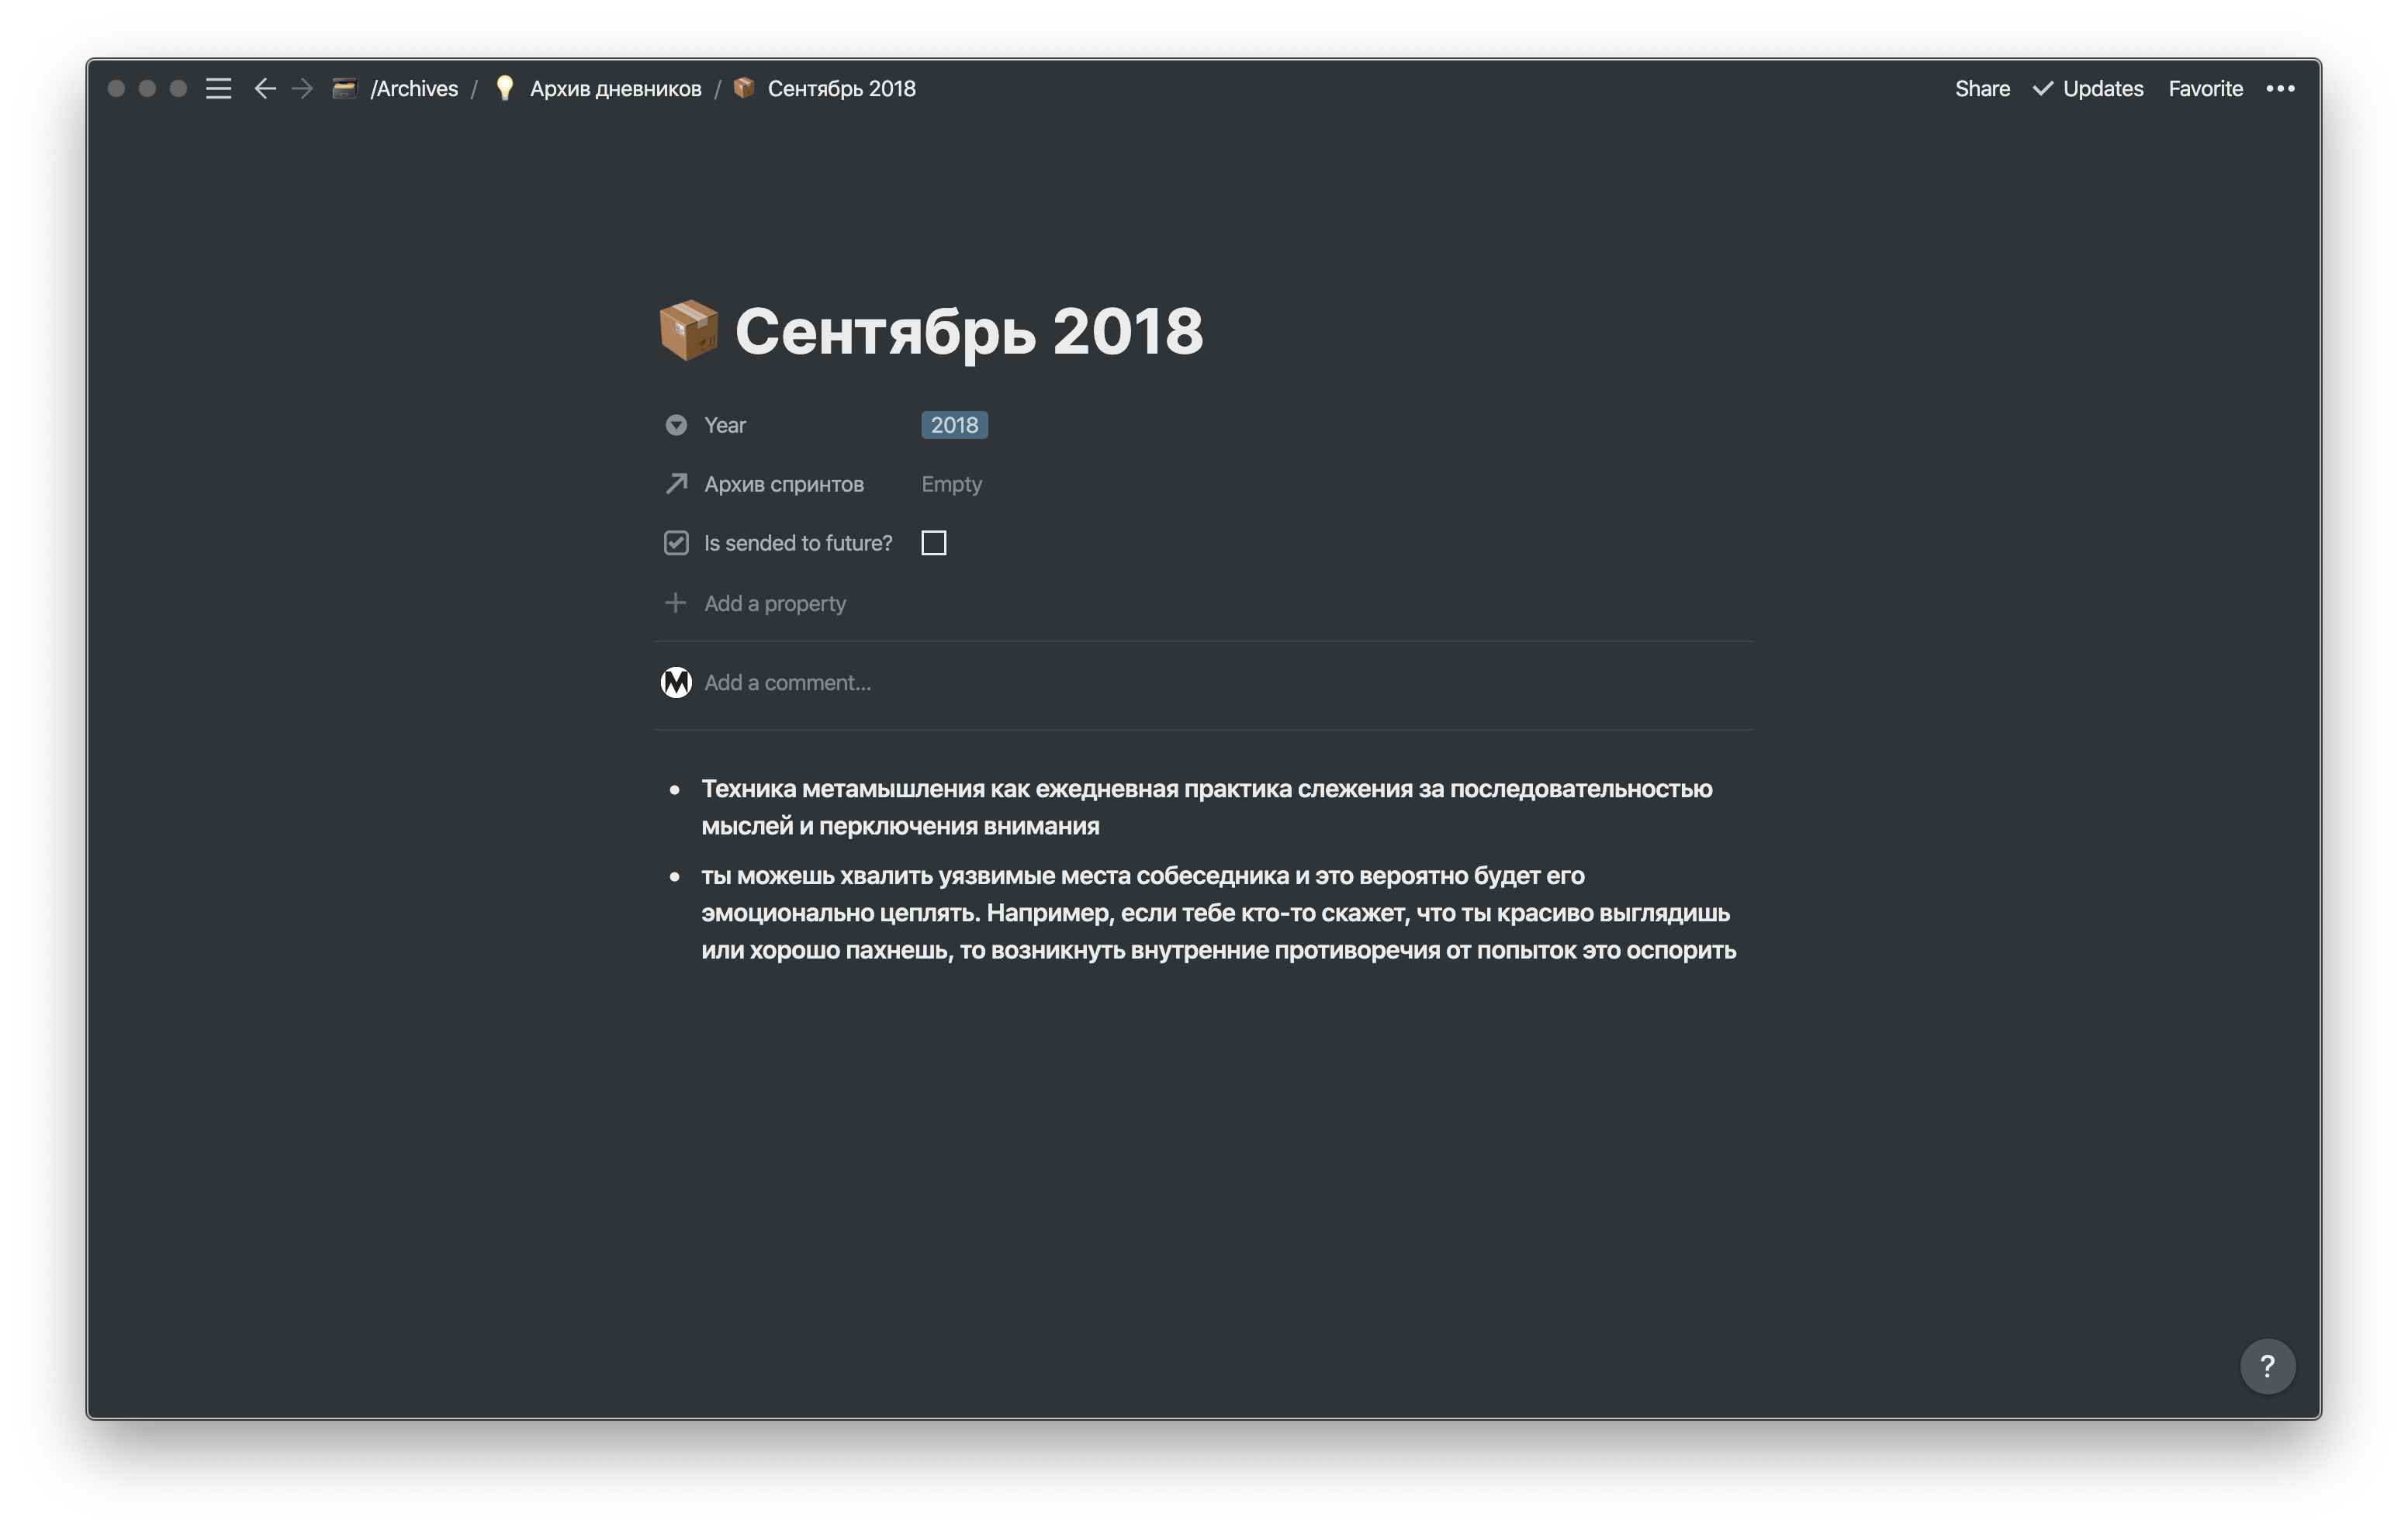 /Archives / Архив дневников / Сентябрь 2018
Share Updates Favorite
Сентябрь 2018
Year 2018
Архив спринтов Empty
Is sended to future?
Add a property
M Add a comment...
Техника метамышления как ежедневная практика слежения за последовательностью
мыслей и перключения внимания
ты можешь хвалить уязвимые места собеседника и это вероятно будет его
эмоционально цеплять. Например, если тебе кто-то скажет, что ты красиво выглядишь
или хорошо пахнешь, то возникнуть внутренние противоречия от попыток это оспорить
?